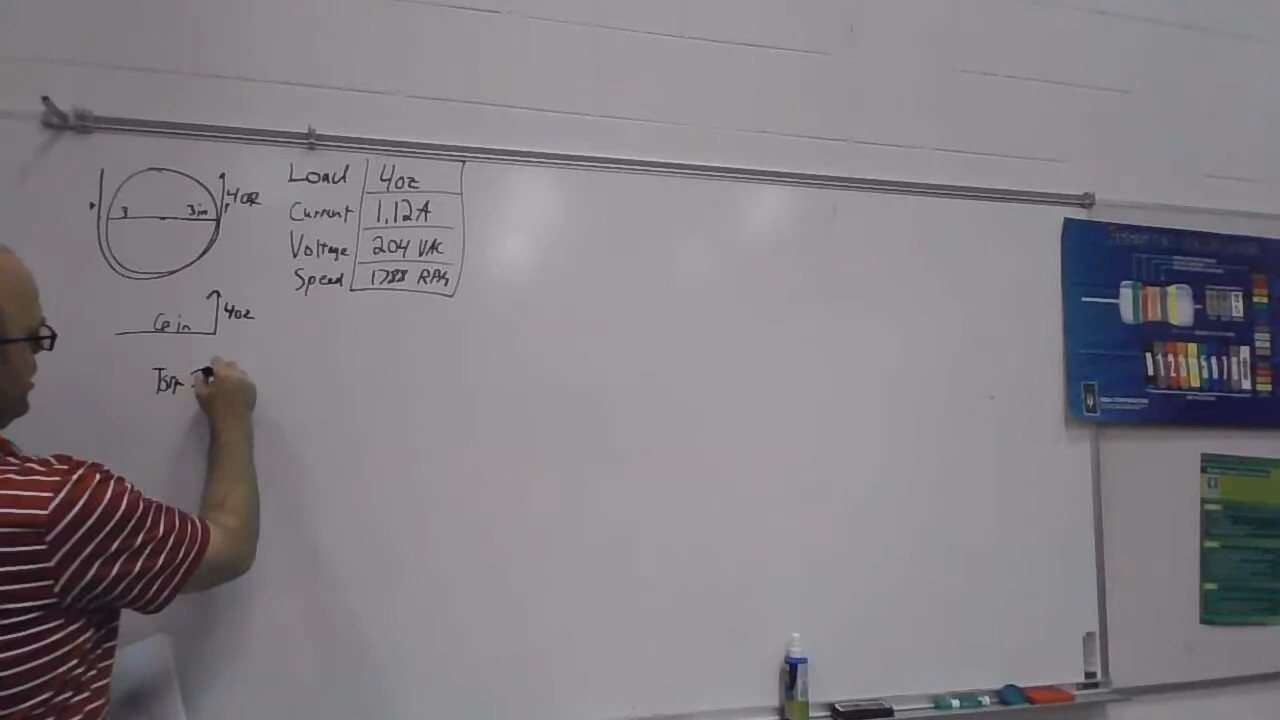 3 3in 4oz
Load 4oz
Current 1.12A
Voltage 204 VAC
Speed 1788 RPM
6 in 4oz